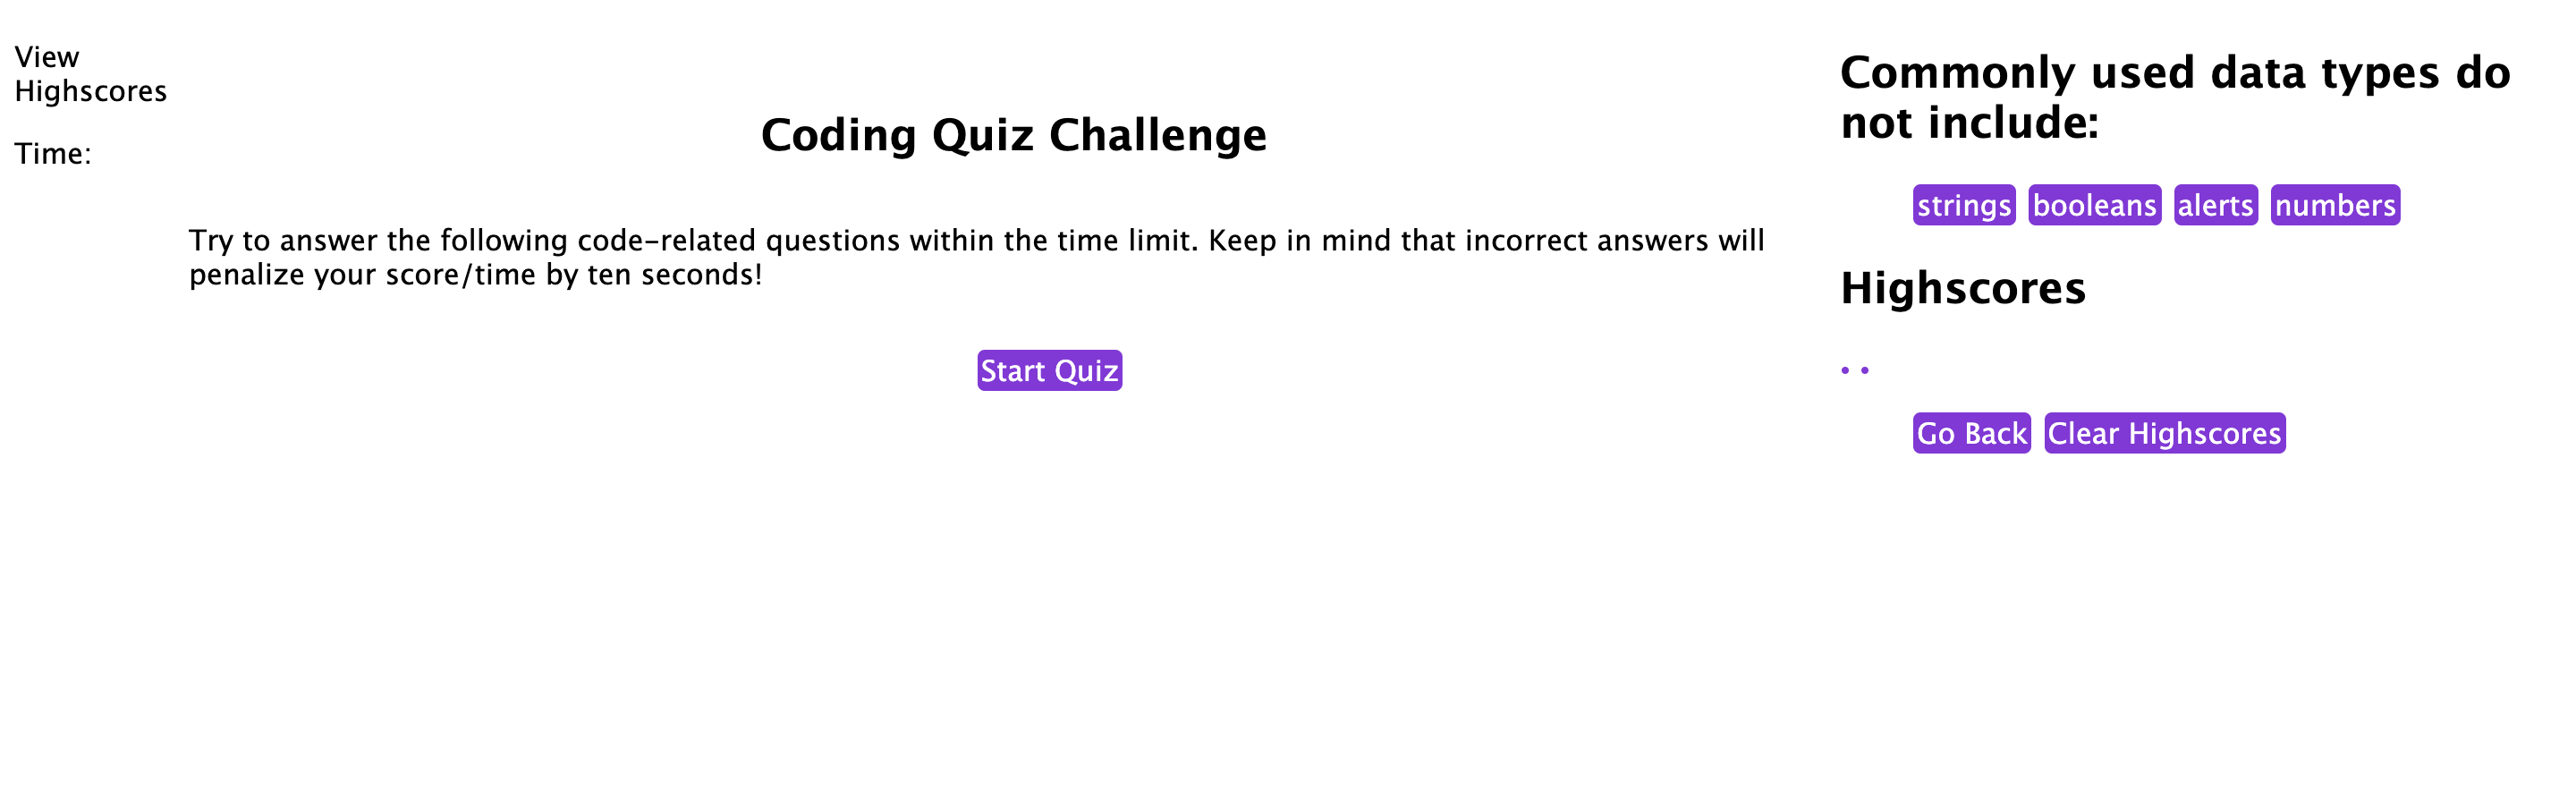 View
Highscores
Time:
Coding Quiz Challenge
Try to answer the following code-related questions within the time limit. Keep in mind that incorrect answers will
penalize your score/time by ten seconds!
Start Quiz
Commonly used data types do
not include:
strings booleans alerts numbers
Highscores
Go Back Clear Highscores